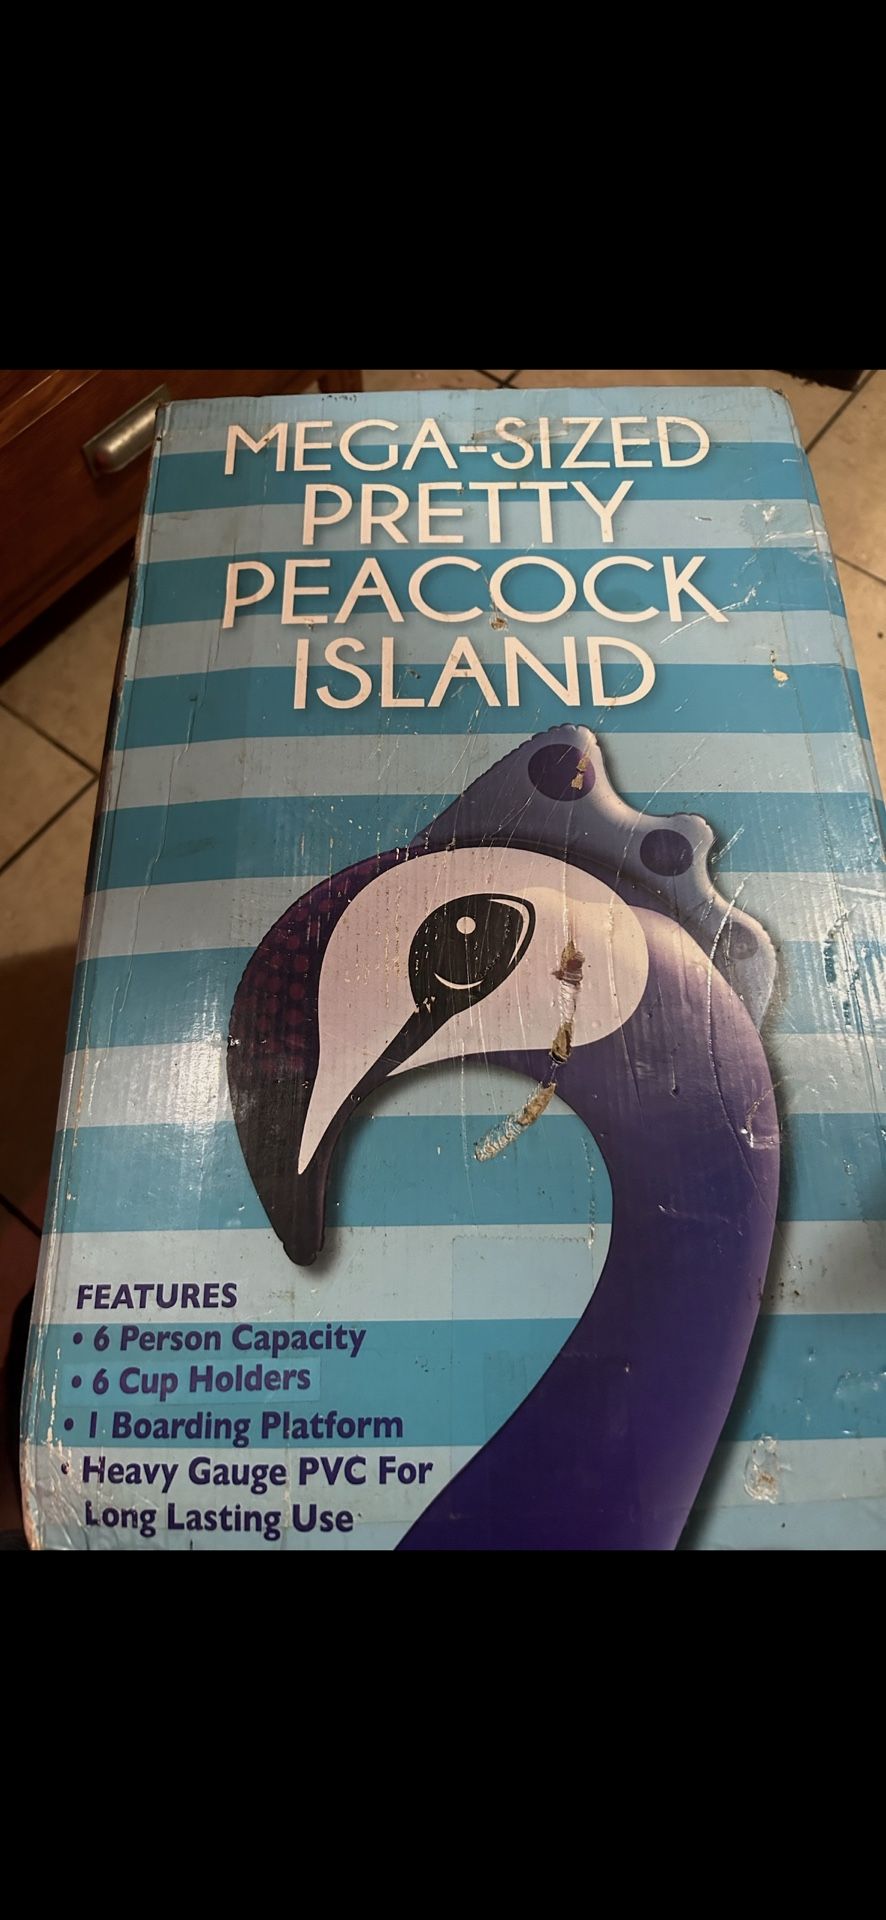 MEGA-SIZED
PRETTY
PEACOCK
ISLAND
FEATURES
• 6 Person Capacity
• 6 Cup Holders
• 1 Boarding Platform
• Heavy Gauge PVC For
Long Lasting Use